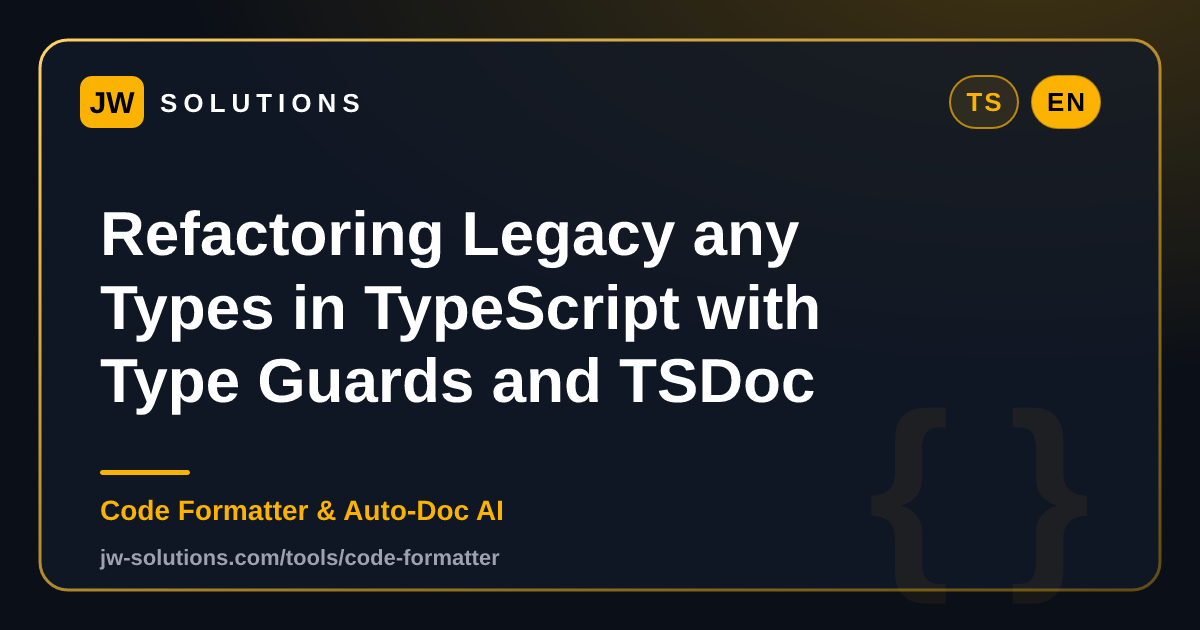 JW SOLUTIONS
TS EN
Refactoring Legacy any
Types in TypeScript with
Type Guards and TSDoc
Code Formatter & Auto-Doc AI
jw-solutions.com/tools/code-formatter
{ }